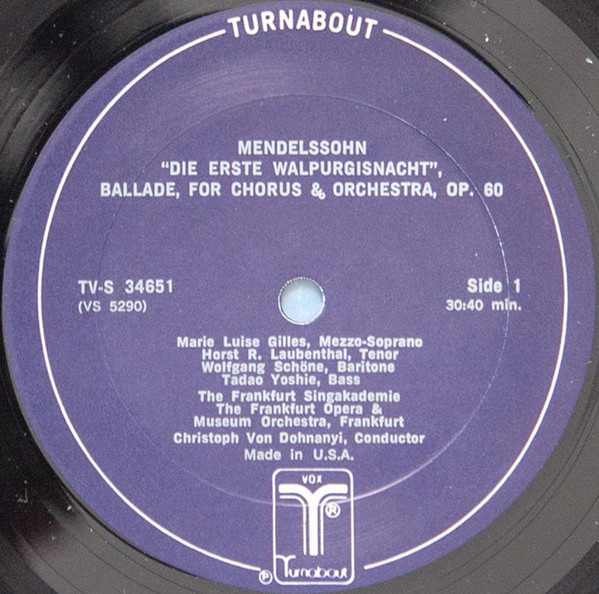 TURNABOUT
MENDELSSOHN
“DIE ERSTE WALPURGISNACHT”,
BALLADE, FOR CHORUS & ORCHESTRA, OP. 60
TV-S 34651
(VS 5290)
Side 1
30:40 min.
Marie Luise Gilles, Mezzo-Soprano
Horst R. Laubenthal, Tenor
Wolfgang Schöne, Baritone
Tadao Yoshie, Bass
The Frankfurt Singakademie
The Frankfurt Opera &
Museum Orchestra, Frankfurt
Christoph Von Dohnanyi, Conductor
Made in U.S.A.
VOX
®
℗
Turnabout